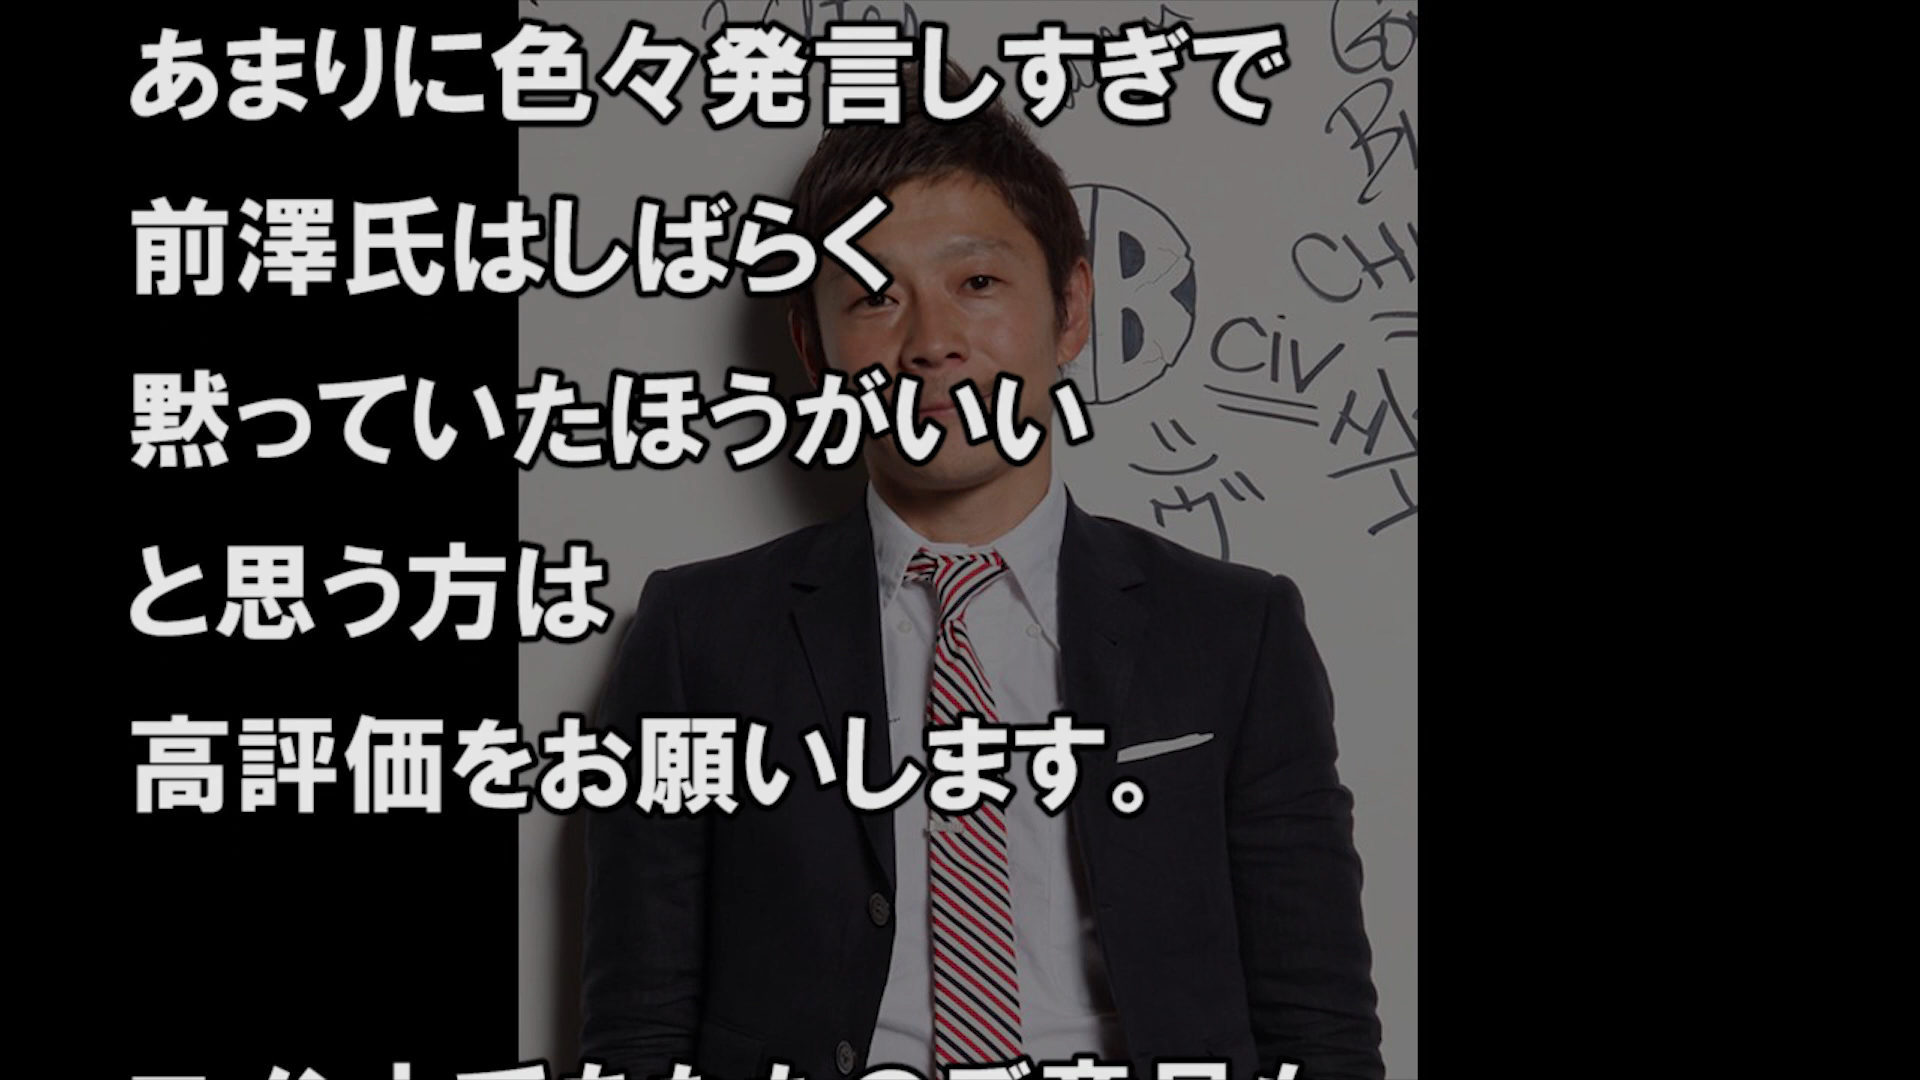 あまりに色々発言しすぎで
前澤氏はしばらく
黙っていたほうがいい
と思う方は
高評価をお願いします。
B
CiV